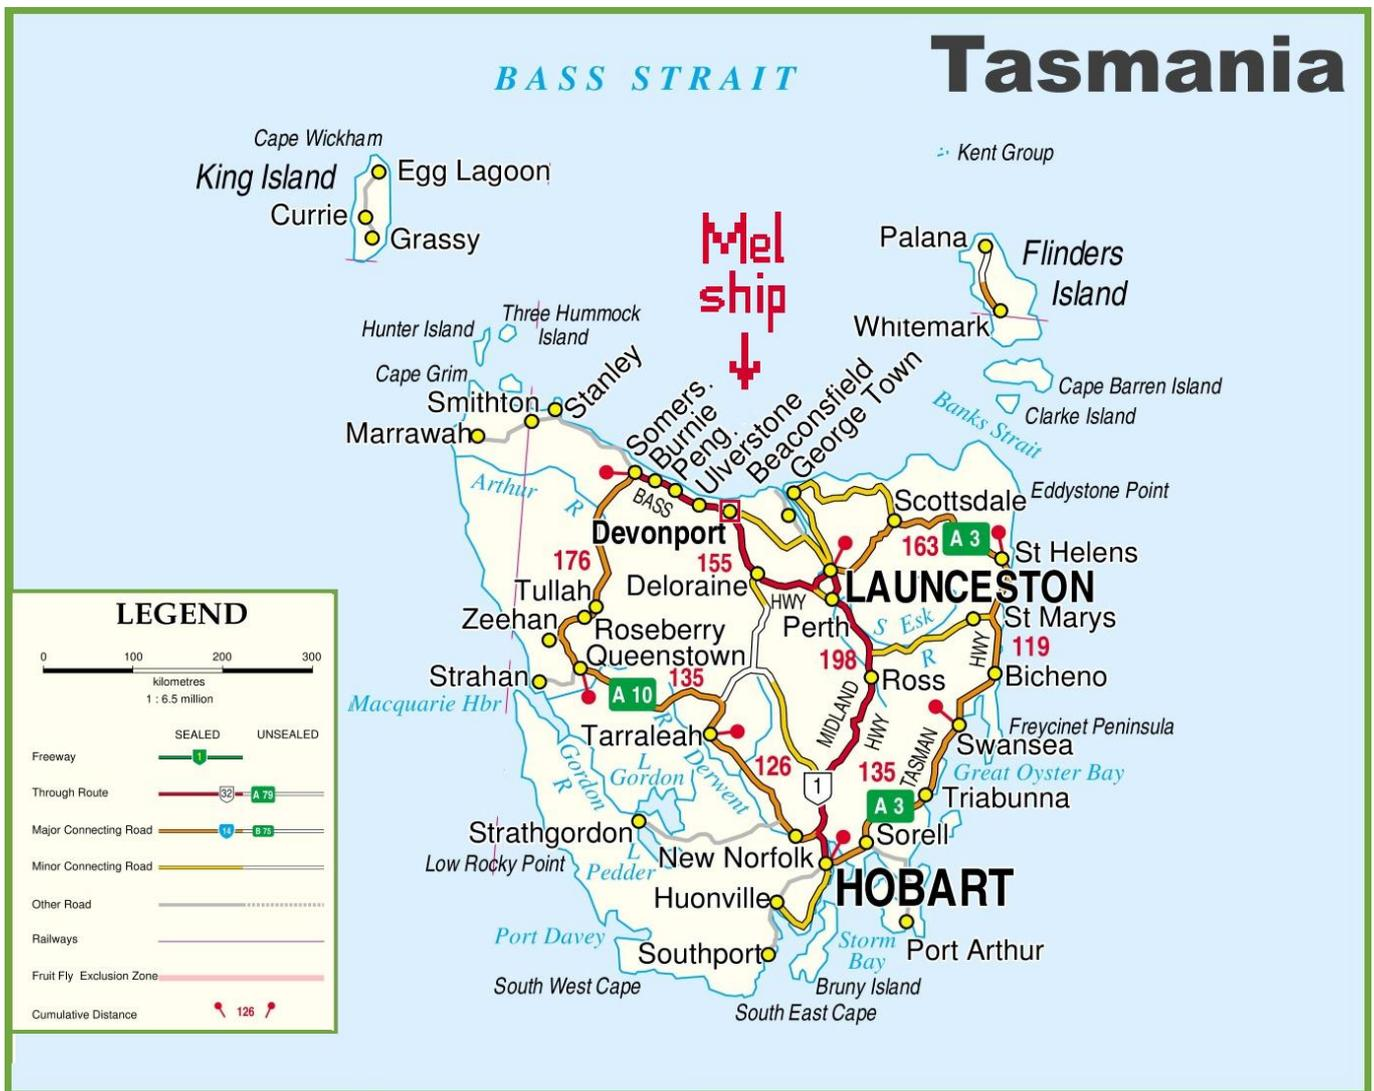 Tasmania
BASS STRAIT
Cape Wickham
King Island
Egg Lagoon
Currie
Grassy
Kent Group
Mel
ship
Palana
Flinders
Island
Whitemark
Three Hummock
Island
Hunter Island
Cape Grim
Smithton
Stanley
Marrawah
Somers.
Burnie
Peng.
Ulverstone
Beaconsfield
George Town
Cape Barren Island
Clarke Island
Banks Strait
Arthur
R
BASS
Devonport
Scottsdale
Eddystone Point
163
A 3
176
155
St Helens
Tullah
Deloraine
LAUNCESTON
HWY
Zeehan
Roseberry
Perth
S Esk
R
St Marys
HWY
119
Queenstown
198
Strahan
135
Ross
Bicheno
A 10
Macquarie Hbr
R
MIDLAND
HWY
Freycinet Peninsula
Tarraleah
Swansea
TASMAN
Gordon
R
L
Gordon
Derwent
126
1
135
Great Oyster Bay
A 3
Triabunna
Strathgordon
Sorell
Low Rocky Point
L
Pedder
New Norfolk
HOBART
Huonville
Port Davey
Storm
Bay
Port Arthur
Southport
South West Cape
Bruny Island
South East Cape
LEGEND
0 100 200 300
kilometres
1 : 6.5 million
SEALED UNSEALED
Freeway 1
Through Route 32 A 79
Major Connecting Road 14 B 75
Minor Connecting Road
Other Road
Railways
Fruit Fly Exclusion Zone
Cumulative Distance 126